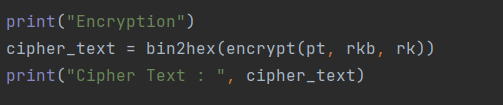 print("Encryption")
cipher_text = bin2hex(encrypt(pt, rkb, rk))
print("Cipher Text : ", cipher_text)